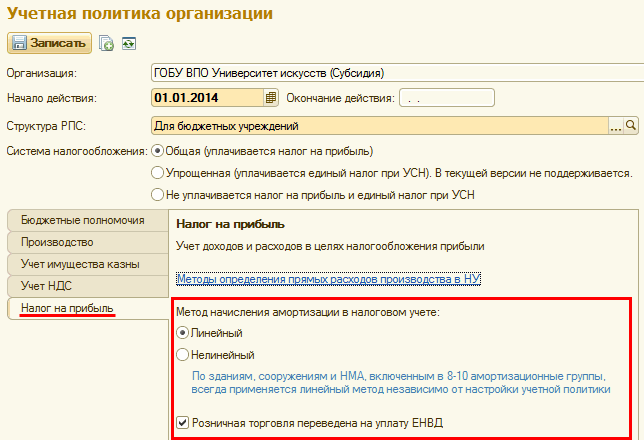 Учетная политика организации
Записать
Организация: ГОБУ ВПО Университет искусств (Субсидия)
Начало действия: 01.01.2014 Окончание действия: . .
Структура РПС: Для бюджетных учреждений ...
Система налогообложения: Общая (уплачивается налог на прибыль)
Упрощенная (уплачивается единый налог при УСН). В текущей версии не поддерживается.
Не уплачивается налог на прибыль и единый налог при УСН
Бюджетные полномочия
Производство
Учет имущества казны
Учет НДС
Налог на прибыль
Налог на прибыль
Учет доходов и расходов в целях налогообложения прибыли
Методы определения прямых расходов производства в НУ
Метод начисления амортизации в налоговом учете:
Линейный
Нелинейный
По зданиям, сооружениям и НМА, включенным в 8-10 амортизационные группы,
всегда применяется линейный метод независимо от настройки учетной политики
Розничная торговля переведена на уплату ЕНВД